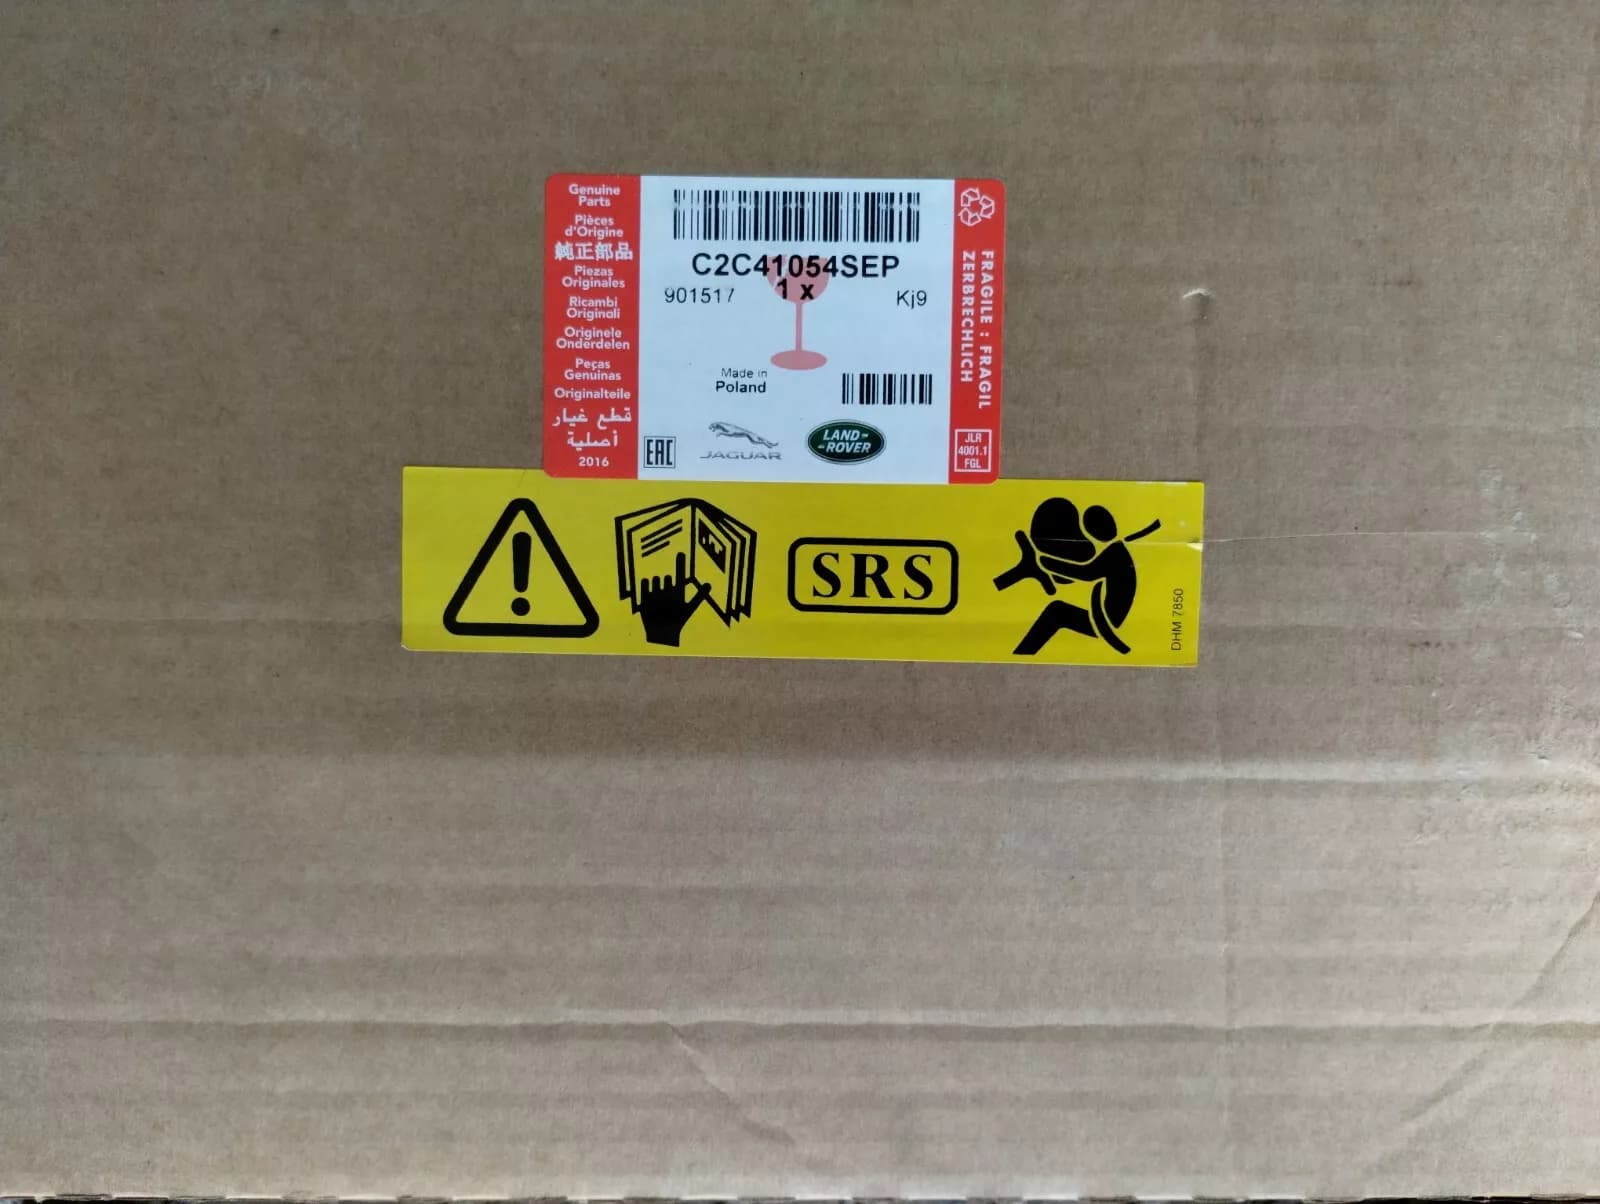 Genuine
Parts
Pièces
d'Origine
純正部品
Piezas
Originales
Ricambi
Originali
Originele
Onderdelen
Peças
Genuinas
Originalteile
قطع غيار
أصلية
2016
C2C41054SEP
901517
1 x
Kj9
Made in
Poland
EAC
JAGUAR
LAND
ROVER
FRAGILE : FRAGIL
ZERBRECHLICH
JLR
4001.1
FGL
SRS
DHM 7850